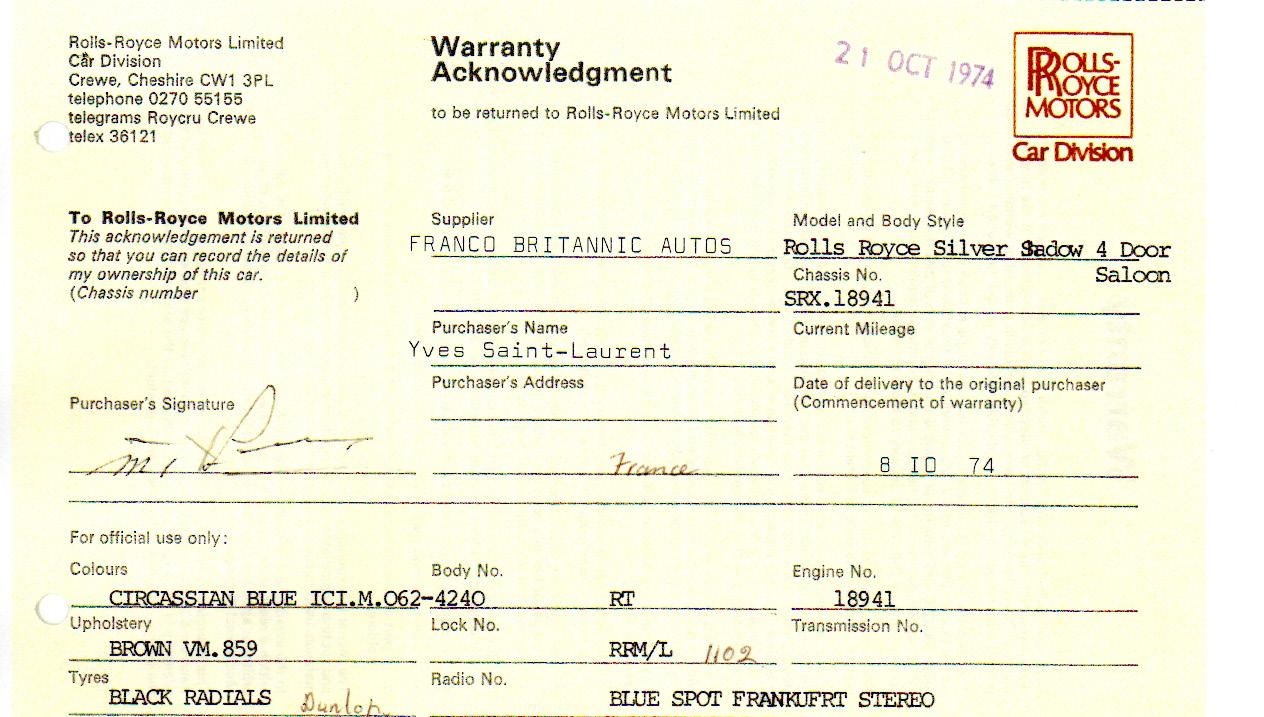 Rolls-Royce Motors Limited
Car Division
Crewe, Cheshire CW1 3PL
telephone 0270 55155
telegrams Roycru Crewe
telex 36121
Warranty
Acknowledgment
to be returned to Rolls-Royce Motors Limited
21 OCT 1974
ROLLS-
ROYCE
MOTORS
Car Division
To Rolls-Royce Motors Limited
This acknowledgement is returned
so that you can record the details of
my ownership of this car.
(Chassis number )
Purchaser's Signature
Supplier
FRANCO BRITANNIC AUTOS
Purchaser's Name
Yves Saint-Laurent
Purchaser's Address
France
Model and Body Style
Rolls Royce Silver Sadow 4 Door
Saloon
Chassis No.
SRX.18941
Current Mileage
Date of delivery to the original purchaser
(Commencement of warranty)
8 IO 74
For official use only:
Colours
CIRCASSIAN BLUE ICI.M.O62-424O
Body No.
RT
Engine No.
18941
Upholstery
BROWN VM.859
Lock No.
RRM/L 1102
Transmission No.
Tyres
BLACK RADIALS Dunlop
Radio No.
BLUE SPOT FRANKUFRT STEREO